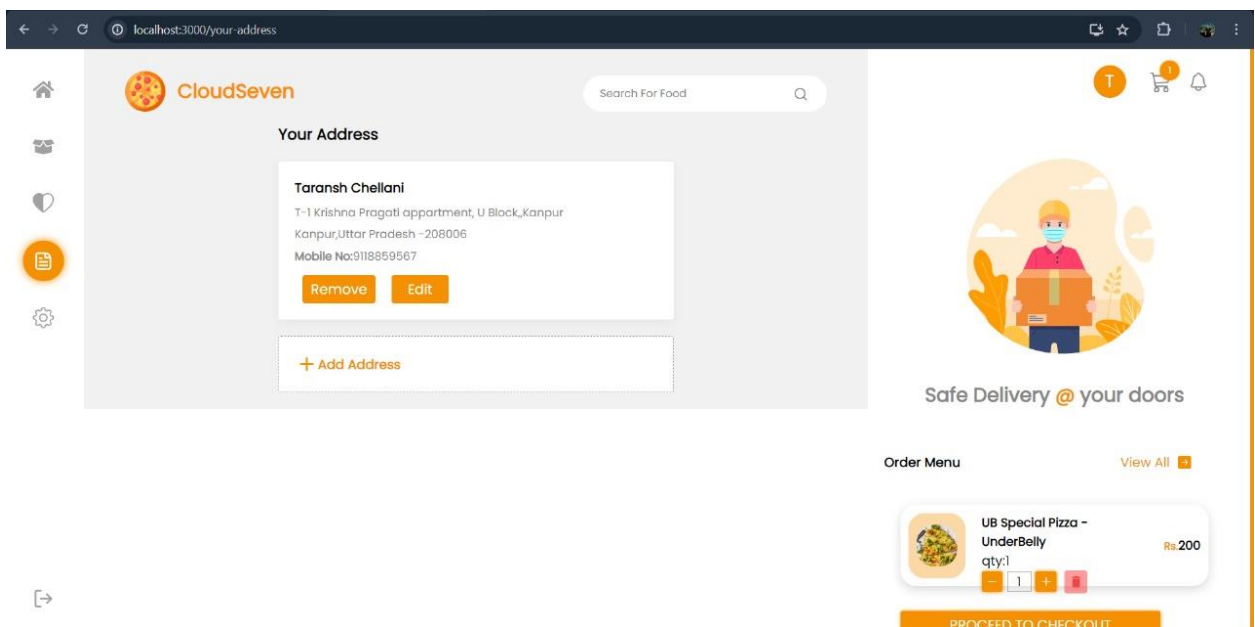 localhost:3000/your-address
CloudSeven
Search For Food
T
1
Your Address
Taransh Chellani
T-1 Krishna Pragati appartment, U Block,,Kanpur
Kanpur,Uttar Pradesh -208006
Mobile No:9118859567
Remove
Edit
+ Add Address
Safe Delivery @ your doors
Order Menu
View All
UB Special Pizza -
UnderBelly
Rs.200
qty:1
- 1 +
PROCEED TO CHECKOUT